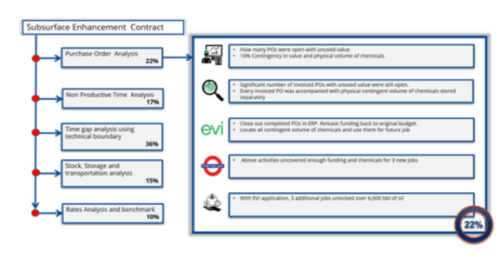 Subsurface Enhancement Contract
Purchase Order Analysis
22%
Non Productive Time Analysis
17%
Time gap analysis using
technical boundary
36%
Stock, Storage and
transportation analysis
15%
Rates Analysis and benchmark
10%
• How many POs were open with unused value
• 10% Contingency in value and physical volume of chemicals
• Significant number of invoiced POs with unused value were still open.
• Every invoiced PO was accompanied with physical contingent volume of chemicals stored
separately
evi
• Close out completed POs in ERP. Release funding back to original budget.
• Locate all contingent volume of chemicals and use them for future job
• Above activities uncovered enough funding and chemicals for 3 new jobs
• With EVI application, 3 additional jobs unlocked over 6,000 bbl of oil
22%